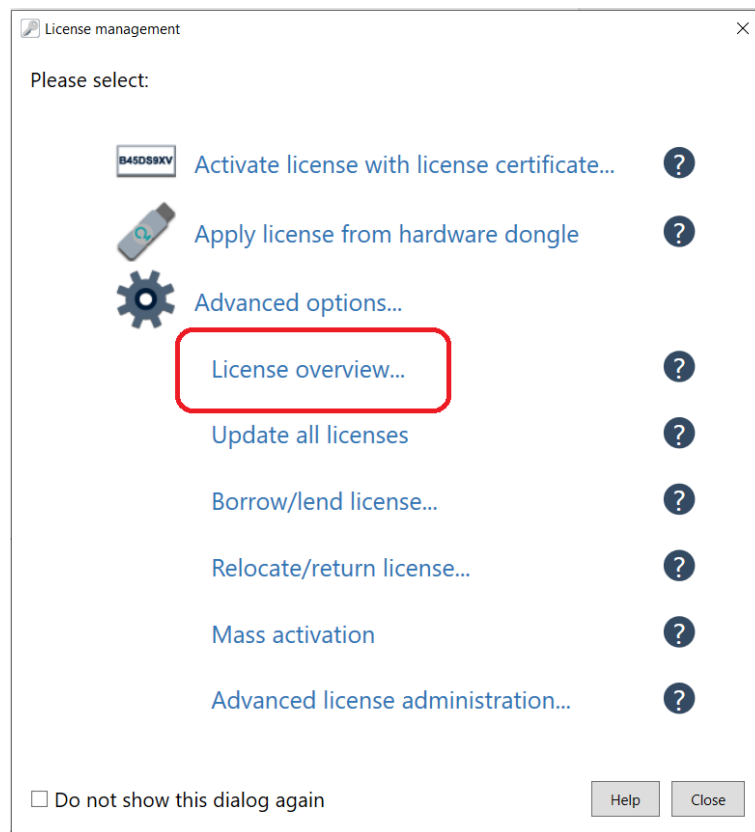 License management
Please select:
B45DS9XV
Activate license with license certificate...
?
Apply license from hardware dongle
?
Advanced options...
License overview...
?
Update all licenses
?
Borrow/lend license...
?
Relocate/return license...
?
Mass activation
?
Advanced license administration...
?
Do not show this dialog again
Help
Close